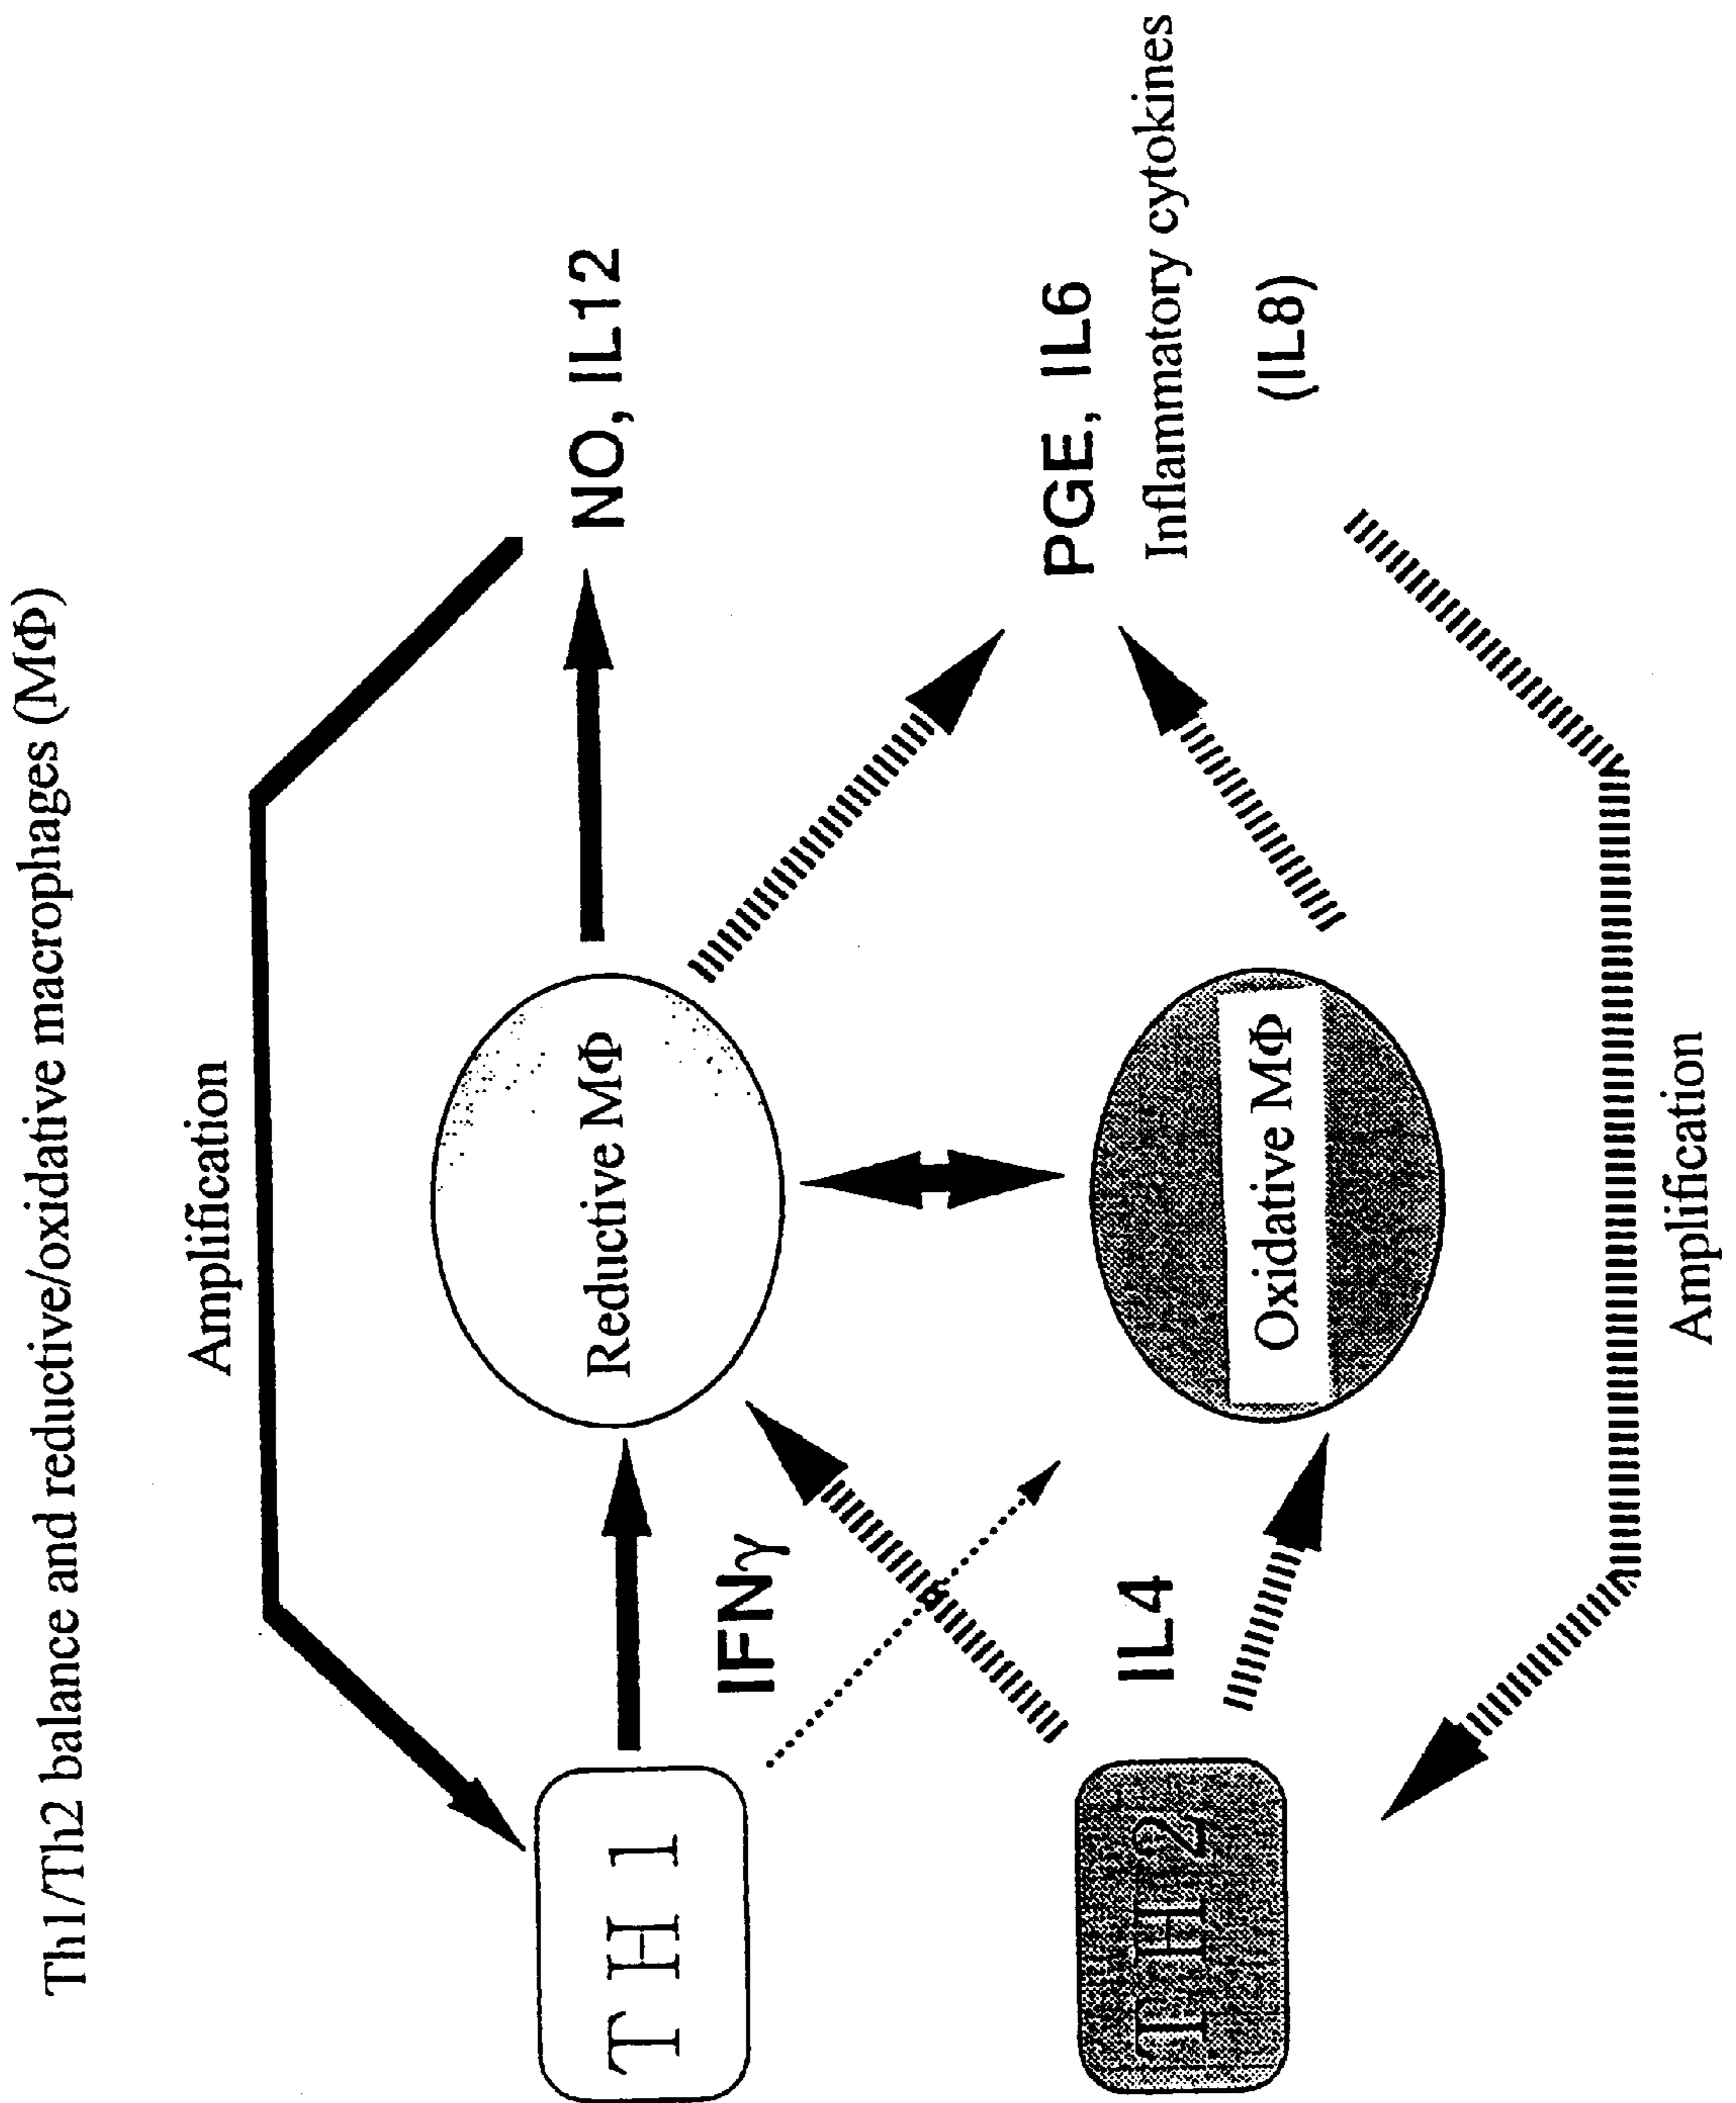 Th1/Th2 balance and reductive/oxidative macrophages (MΦ)
Amplification
TH1
IFNγ
Reductive MΦ
NO, IL12
TH2
IL4
Oxidative MΦ
PGE, IL6
Inflammatory cytokines
(IL8)
Amplification